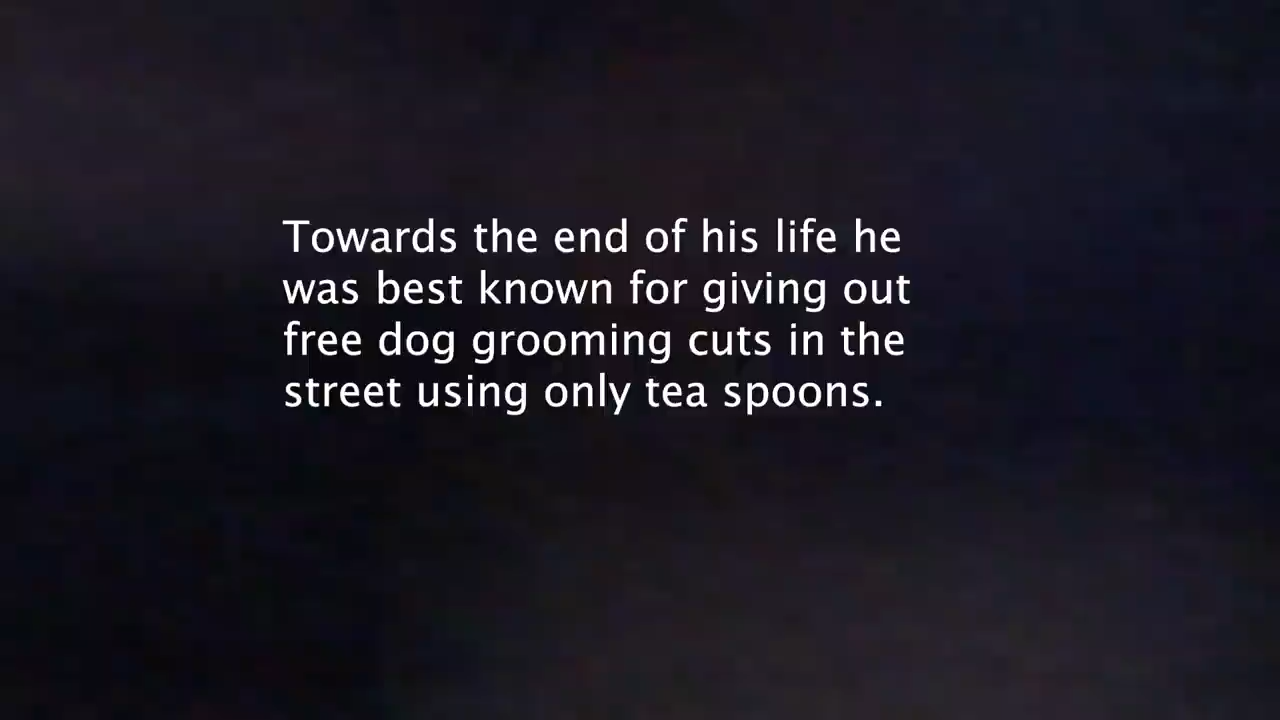 Towards the end of his life he
was best known for giving out
free dog grooming cuts in the
street using only tea spoons.